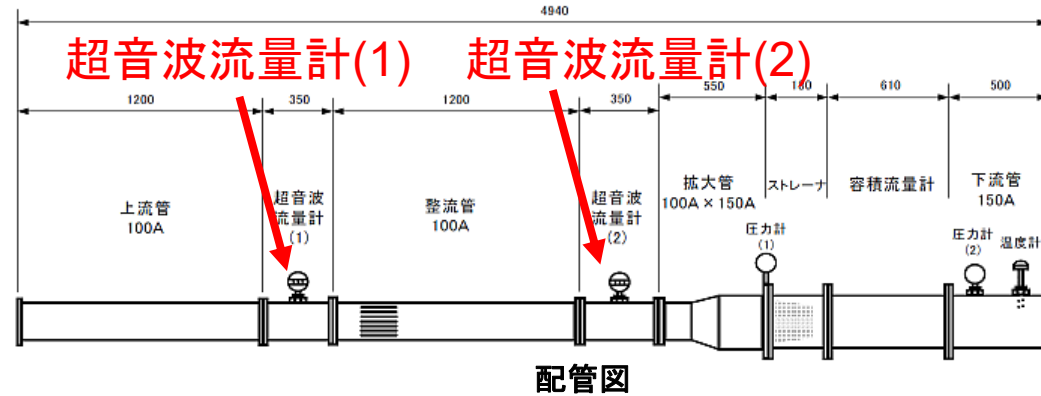 4940
超音波流量計(1)
超音波流量計(2)
1200
350
1200
350
550
180
610
500
上流管
100A
超音波
流量計
(1)
整流管
100A
超音波
流量計
(2)
拡大管
100A×150A
ストレーナ
容積流量計
下流管
150A
圧力計
(1)
圧力計
(2)
温度計
配管図